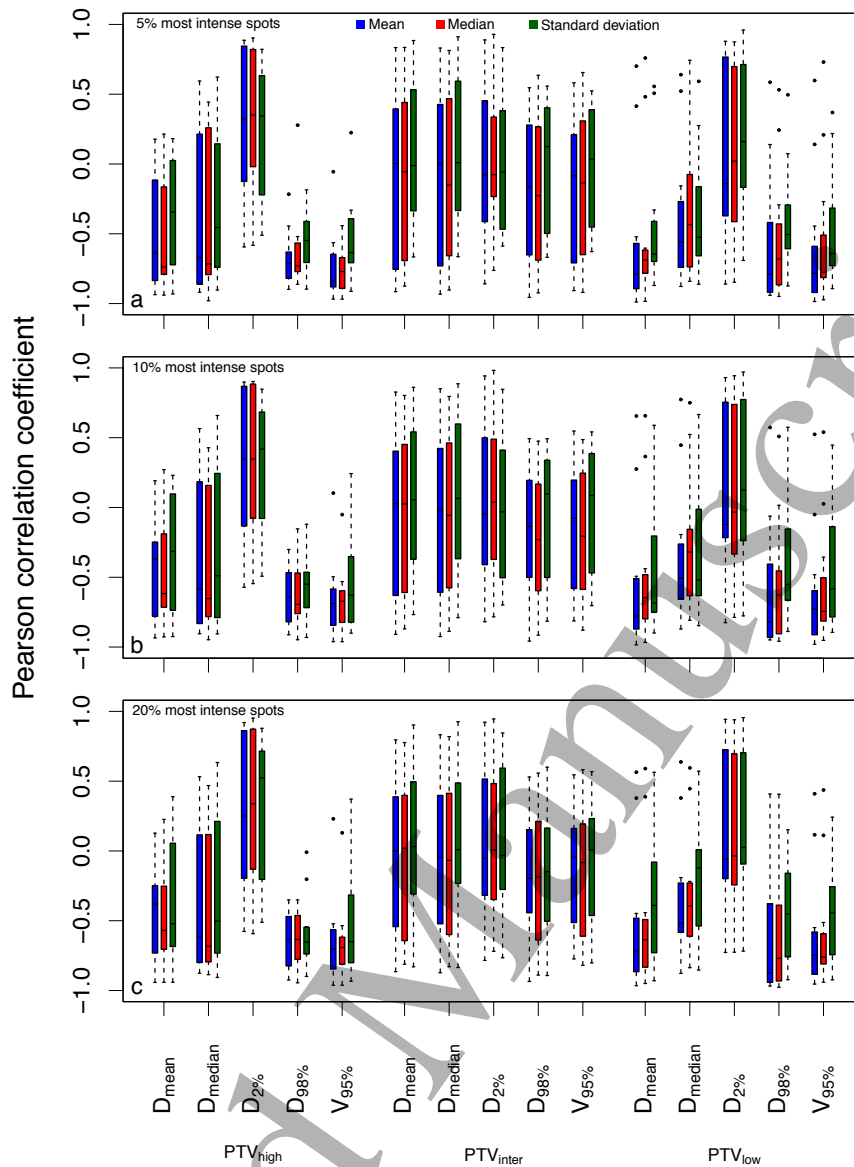 5% most intense spots
Mean
Median
Standard deviation
1.0
0.5
0.0
−0.5
−1.0
a
10% most intense spots
1.0
0.5
0.0
−0.5
−1.0
b
20% most intense spots
1.0
0.5
0.0
−0.5
−1.0
c
Pearson correlation coefficient
Dmean
Dmedian
D2%
D98%
V95%
Dmean
Dmedian
D2%
D98%
V95%
Dmean
Dmedian
D2%
D98%
V95%
PTVhigh
PTVinter
PTVlow
d Manuscr